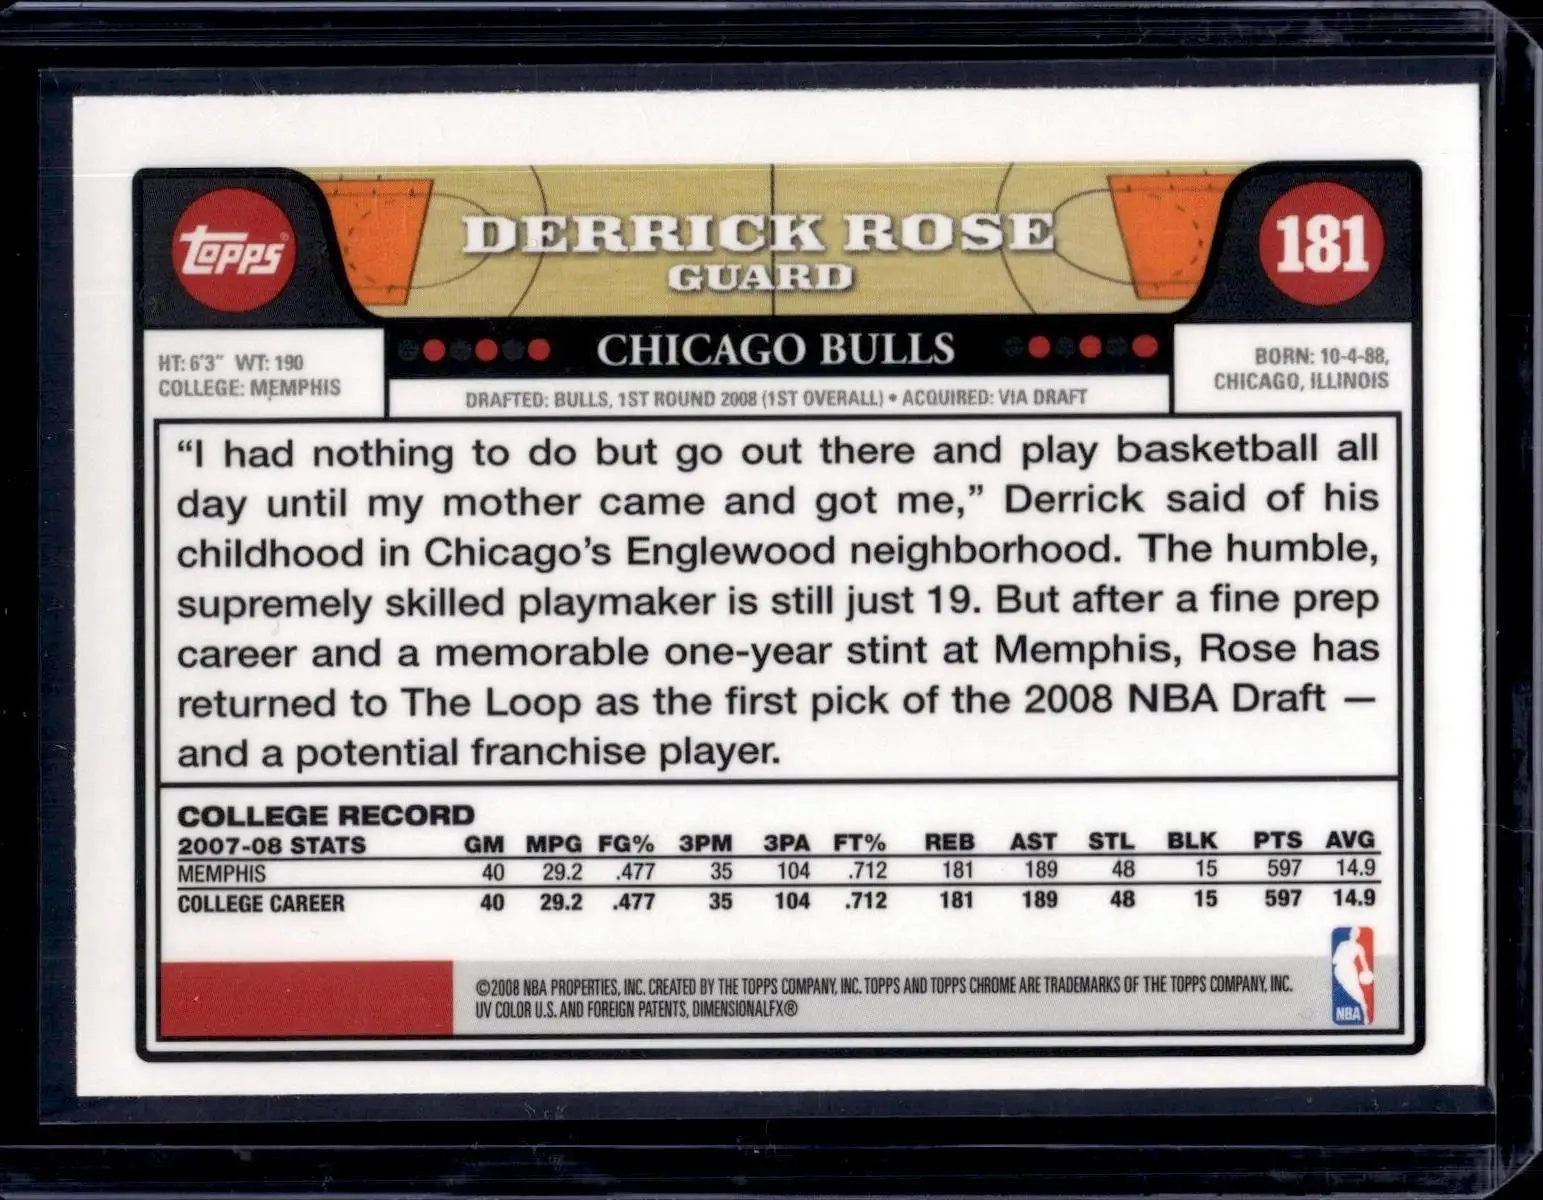 TOPPS®
DERRICK ROSE
GUARD
181
HT: 6'3" WT: 190
COLLEGE: MEMPHIS
CHICAGO BULLS
BORN: 10-4-88,
CHICAGO, ILLINOIS
DRAFTED: BULLS, 1ST ROUND 2008 (1ST OVERALL) • ACQUIRED: VIA DRAFT
“I had nothing to do but go out there and play basketball all
day until my mother came and got me,” Derrick said of his
childhood in Chicago’s Englewood neighborhood. The humble,
supremely skilled playmaker is still just 19. But after a fine prep
career and a memorable one-year stint at Memphis, Rose has
returned to The Loop as the first pick of the 2008 NBA Draft —
and a potential franchise player.
COLLEGE RECORD
2007-08 STATS GM MPG FG% 3PM 3PA FT% REB AST STL BLK PTS AVG
MEMPHIS 40 29.2 .477 35 104 .712 181 189 48 15 597 14.9
COLLEGE CAREER 40 29.2 .477 35 104 .712 181 189 48 15 597 14.9
©2008 NBA PROPERTIES, INC. CREATED BY THE TOPPS COMPANY, INC. TOPPS AND TOPPS CHROME ARE TRADEMARKS OF THE TOPPS COMPANY, INC.
UV COLOR U.S. AND FOREIGN PATENTS, DIMENSIONALFX®
NBA